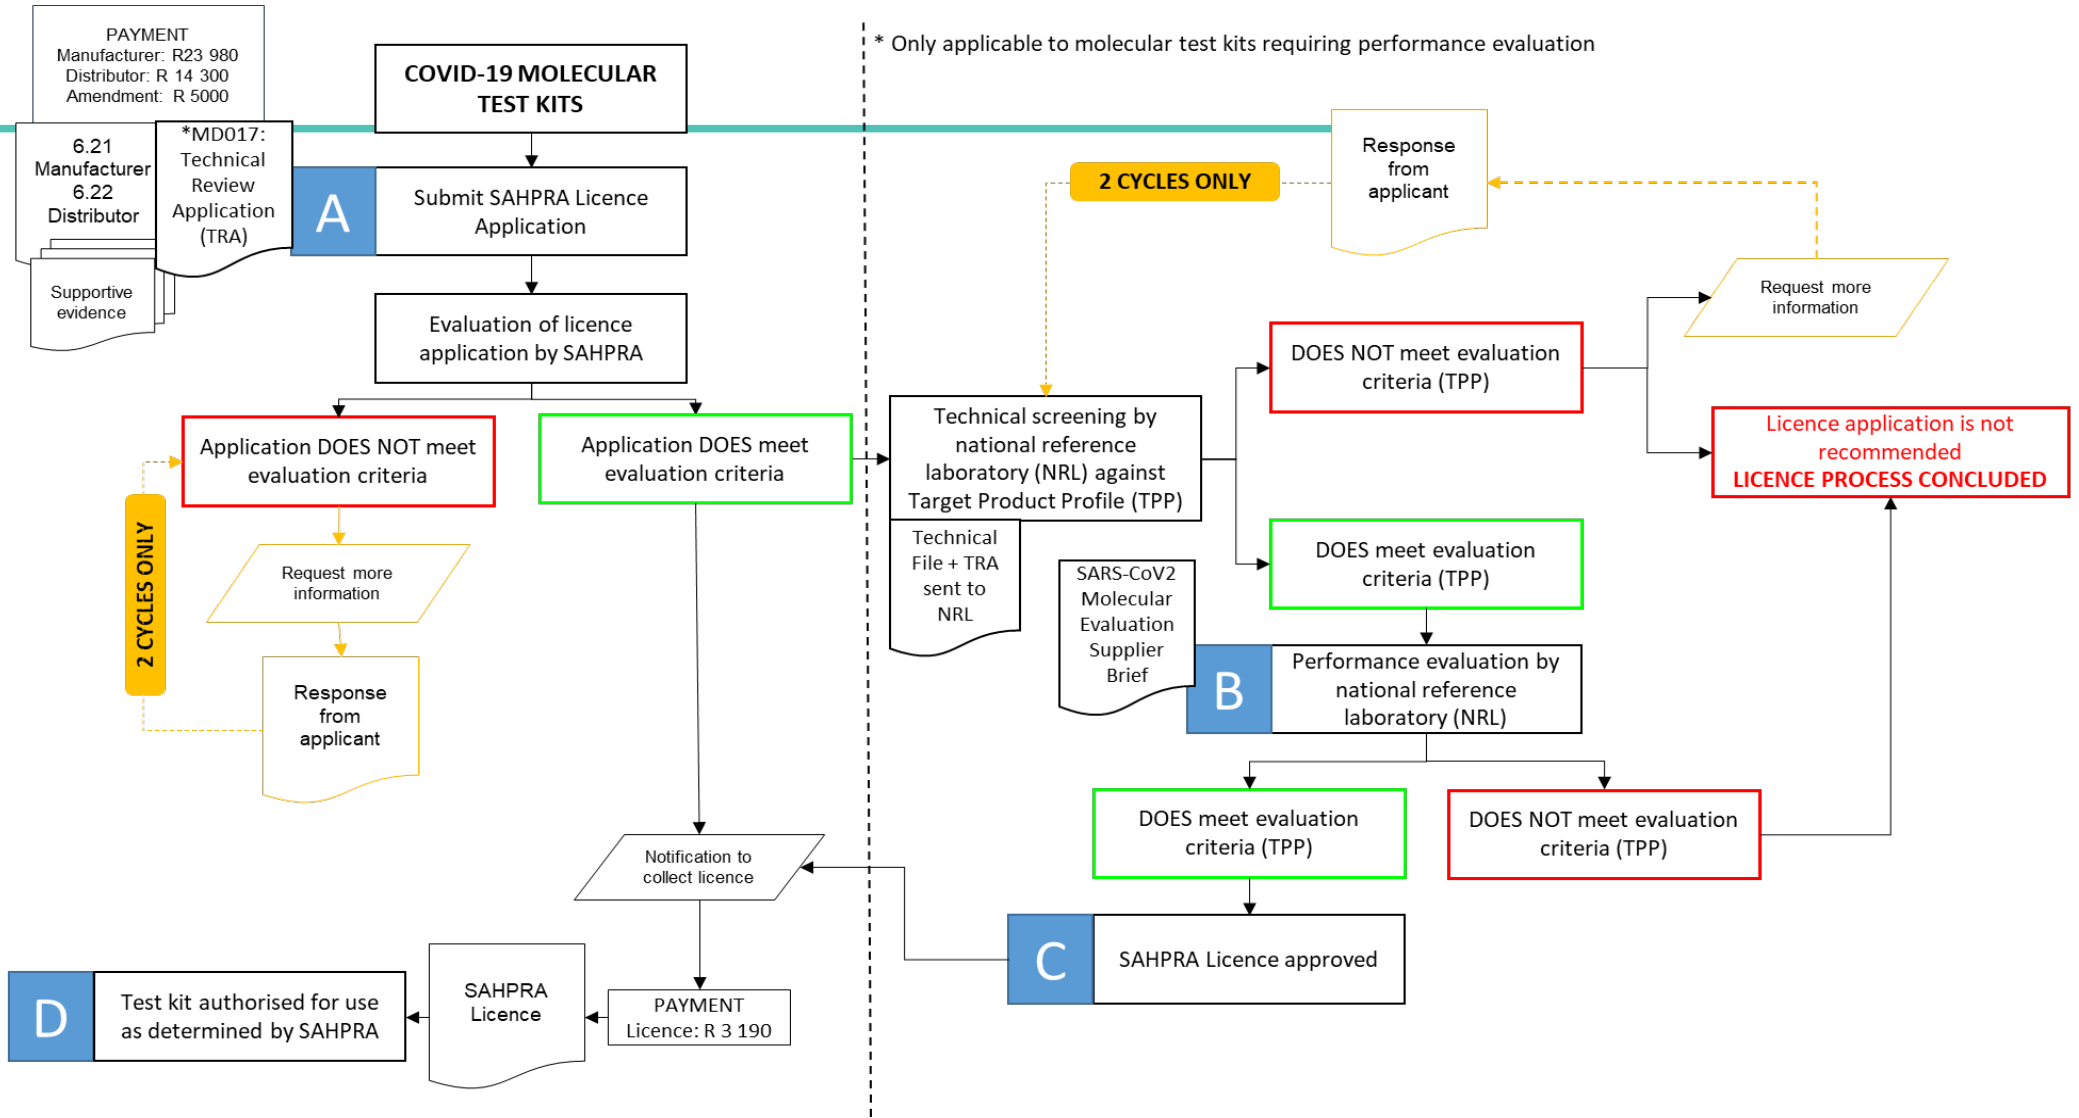 PAYMENT
Manufacturer: R23 980
Distributor: R 14 300
Amendment: R 5000
COVID-19 MOLECULAR
TEST KITS
* Only applicable to molecular test kits requiring performance evaluation
6.21
Manufacturer
6.22
Distributor
*MD017:
Technical
Review
Application
(TRA)
Supportive
evidence
A
Submit SAHPRA Licence
Application
Evaluation of licence
application by SAHPRA
Application DOES NOT meet
evaluation criteria
Application DOES meet
evaluation criteria
2 CYCLES ONLY
Request more
information
Response
from
applicant
Notification to
collect licence
PAYMENT
Licence: R 3 190
SAHPRA
Licence
D
Test kit authorised for use
as determined by SAHPRA
2 CYCLES ONLY
Response
from
applicant
Request more
information
DOES NOT meet evaluation
criteria (TPP)
Licence application is not
recommended
LICENCE PROCESS CONCLUDED
Technical screening by
national reference
laboratory (NRL) against
Target Product Profile (TPP)
Technical
File + TRA
sent to
NRL
DOES meet evaluation
criteria (TPP)
SARS-CoV2
Molecular
Evaluation
Supplier
Brief
B
Performance evaluation by
national reference
laboratory (NRL)
DOES meet evaluation
criteria (TPP)
DOES NOT meet evaluation
criteria (TPP)
C
SAHPRA Licence approved